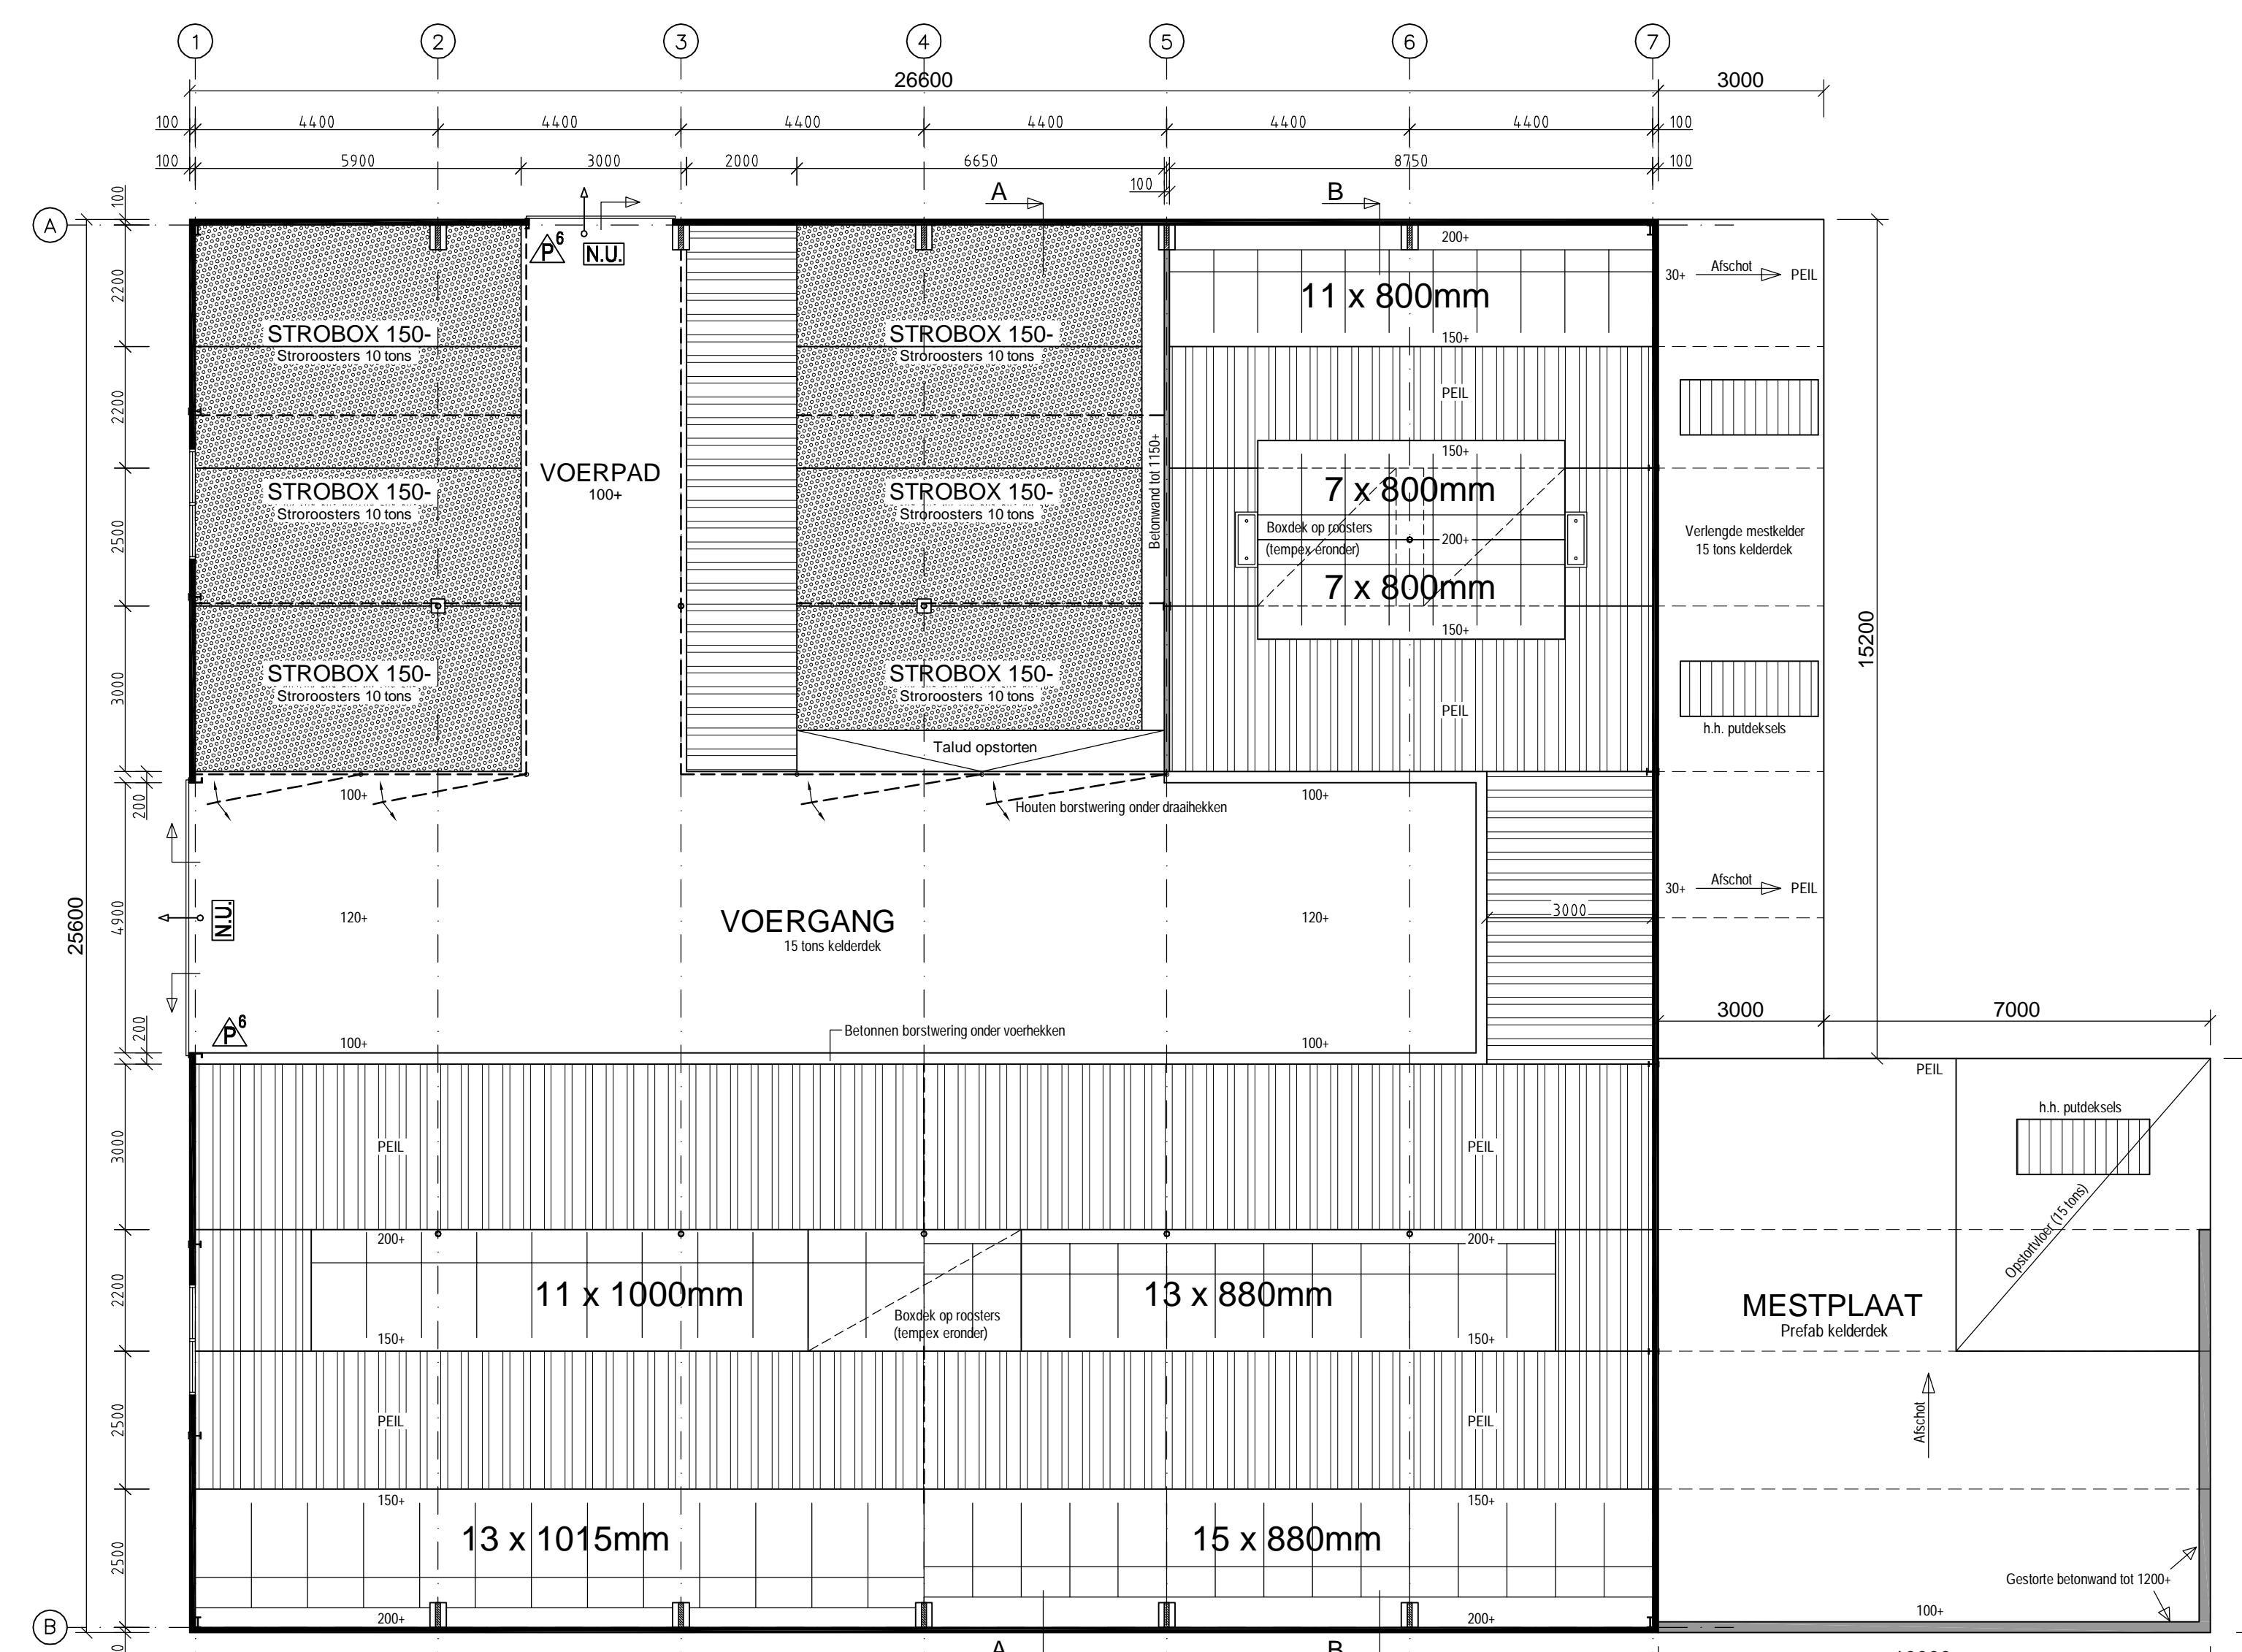 1 2 3 4 5 6 7
26600 3000
100 4400 4400 4400 4400 4400 4400 100
100 5900 3000 2000 6650 8750 100
100
A B
A
100
2200
2200
2500
3000
200
4900
200
3000
2200
2500
2500
25600
B
P 6 N.U.
200+
11 x 800mm
150+
30+ Afschot PEIL
STROBOX 150-
Stroroosters 10 tons
STROBOX 150-
Stroroosters 10 tons
PEIL
VOERPAD
100+
STROBOX 150-
Stroroosters 10 tons
STROBOX 150-
Stroroosters 10 tons
Betonwand tot 1150+
150+
7 x 800mm
Boxdek op roosters
(tempex eronder)
200+
7 x 800mm
150+
Verlengde mestkelder
15 tons kelderdek
15200
STROBOX 150-
Stroroosters 10 tons
STROBOX 150-
Stroroosters 10 tons
PEIL
h.h. putdeksels
Talud opstorten
100+
Houten borstwering onder draaihekken
100+
30+ Afschot PEIL
3000
N.U.
120+
VOERGANG
15 tons kelderdek
120+
3000 7000
P 6
100+
Betonnen borstwering onder voerhekken
100+
PEIL
h.h. putdeksels
PEIL
PEIL
Opstortvloer (15 tons)
200+
200+
11 x 1000mm
13 x 880mm
Boxdek op roosters
(tempex eronder)
150+
150+
MESTPLAAT
Prefab kelderdek
Afschot
PEIL
PEIL
150+
150+
13 x 1015mm
15 x 880mm
Gestorte betonwand tot 1200+
200+
200+
100+
A B